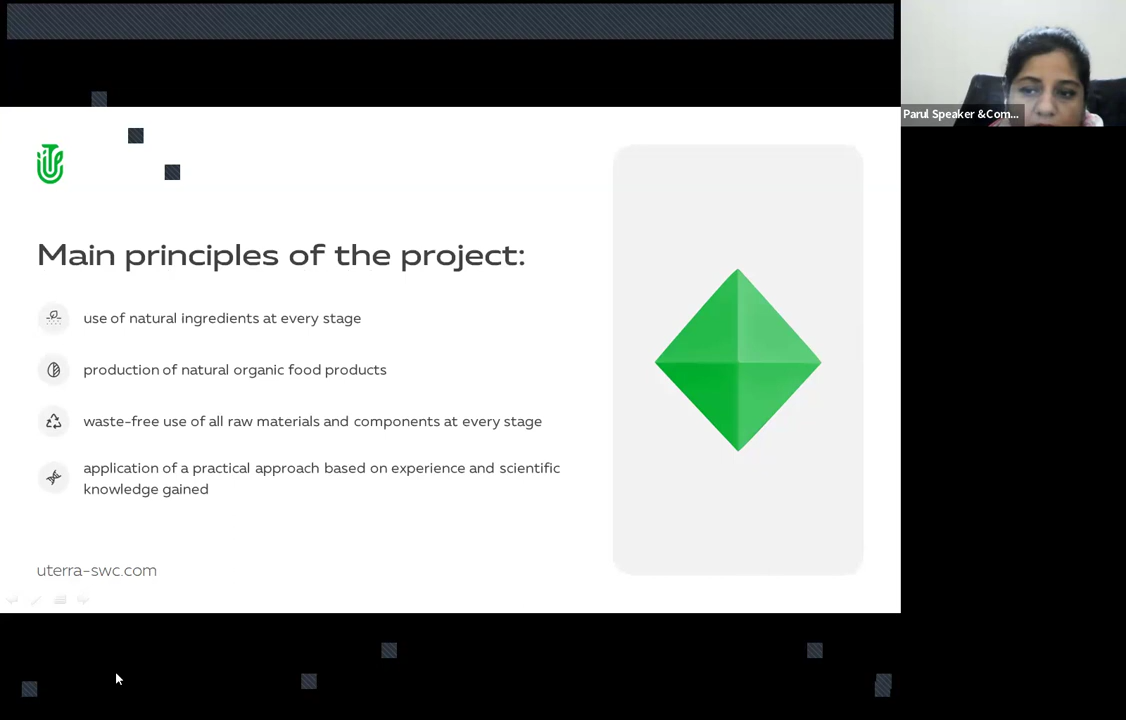 Parul Speaker &Com...
Main principles of the project:
use of natural ingredients at every stage
production of natural organic food products
waste-free use of all raw materials and components at every stage
application of a practical approach based on experience and scientific
knowledge gained
uterra-swc.com